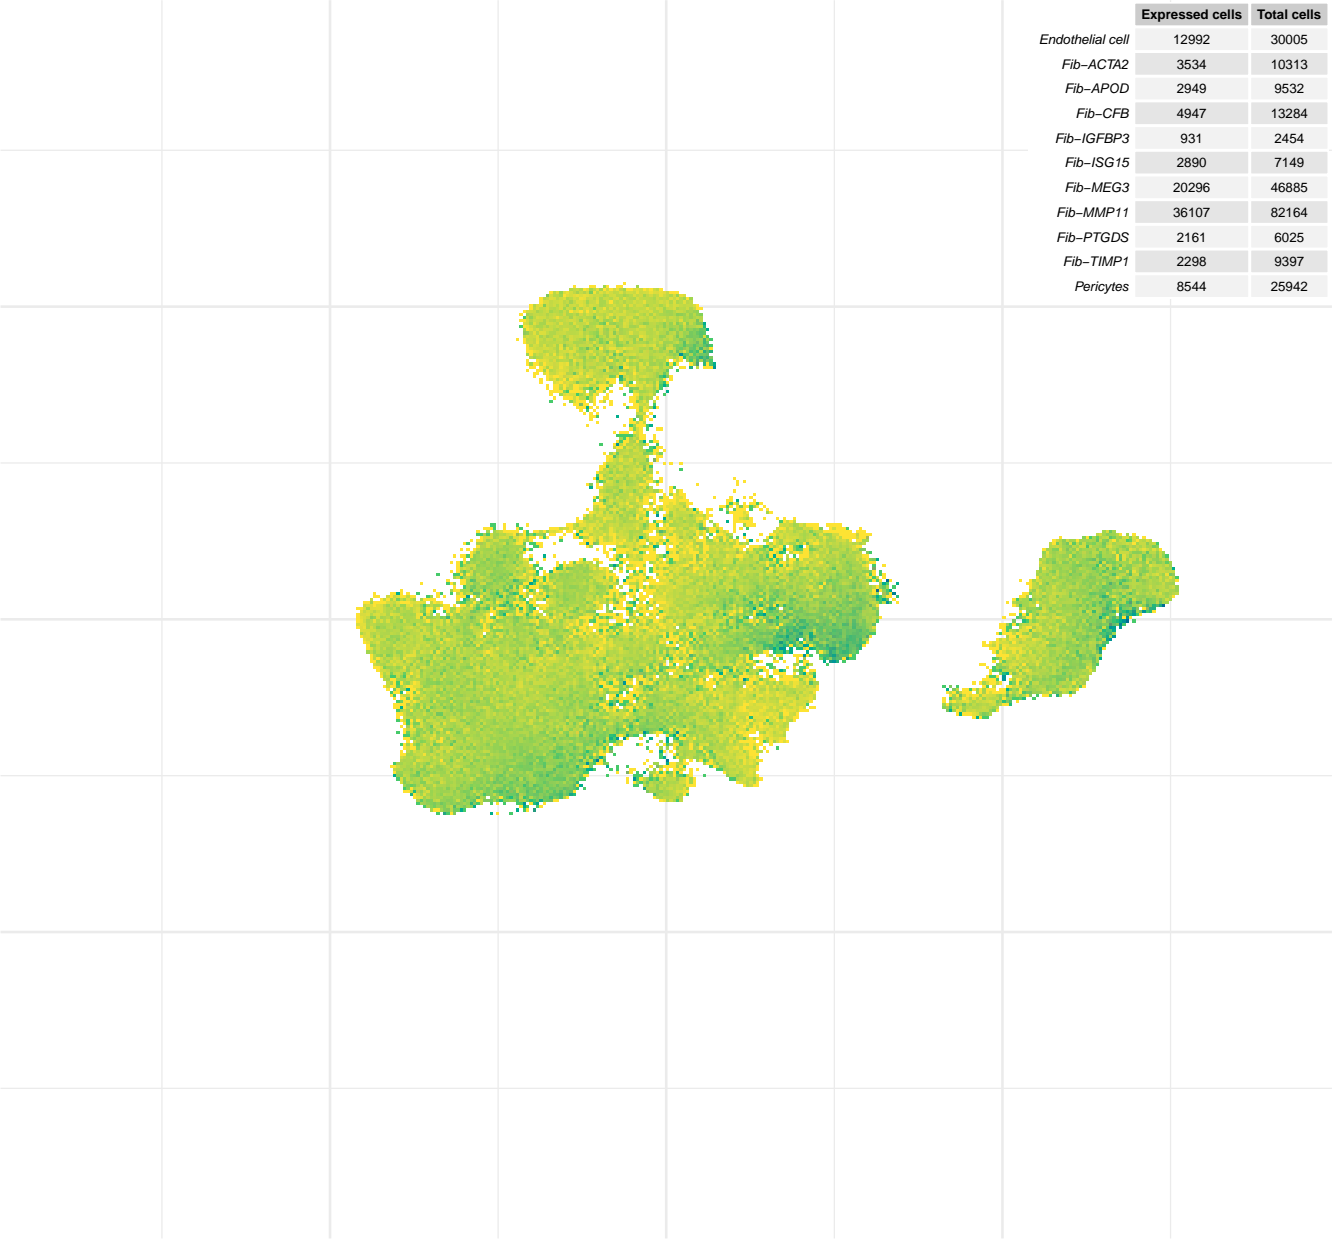 Expressed cells Total cells
Endothelial cell 12992 30005
Fib−ACTA2 3534 10313
Fib−APOD 2949 9532
Fib−CFB 4947 13284
Fib−IGFBP3 931 2454
Fib−ISG15 2890 7149
Fib−MEG3 20296 46885
Fib−MMP11 36107 82164
Fib−PTGDS 2161 6025
Fib−TIMP1 2298 9397
Pericytes 8544 25942